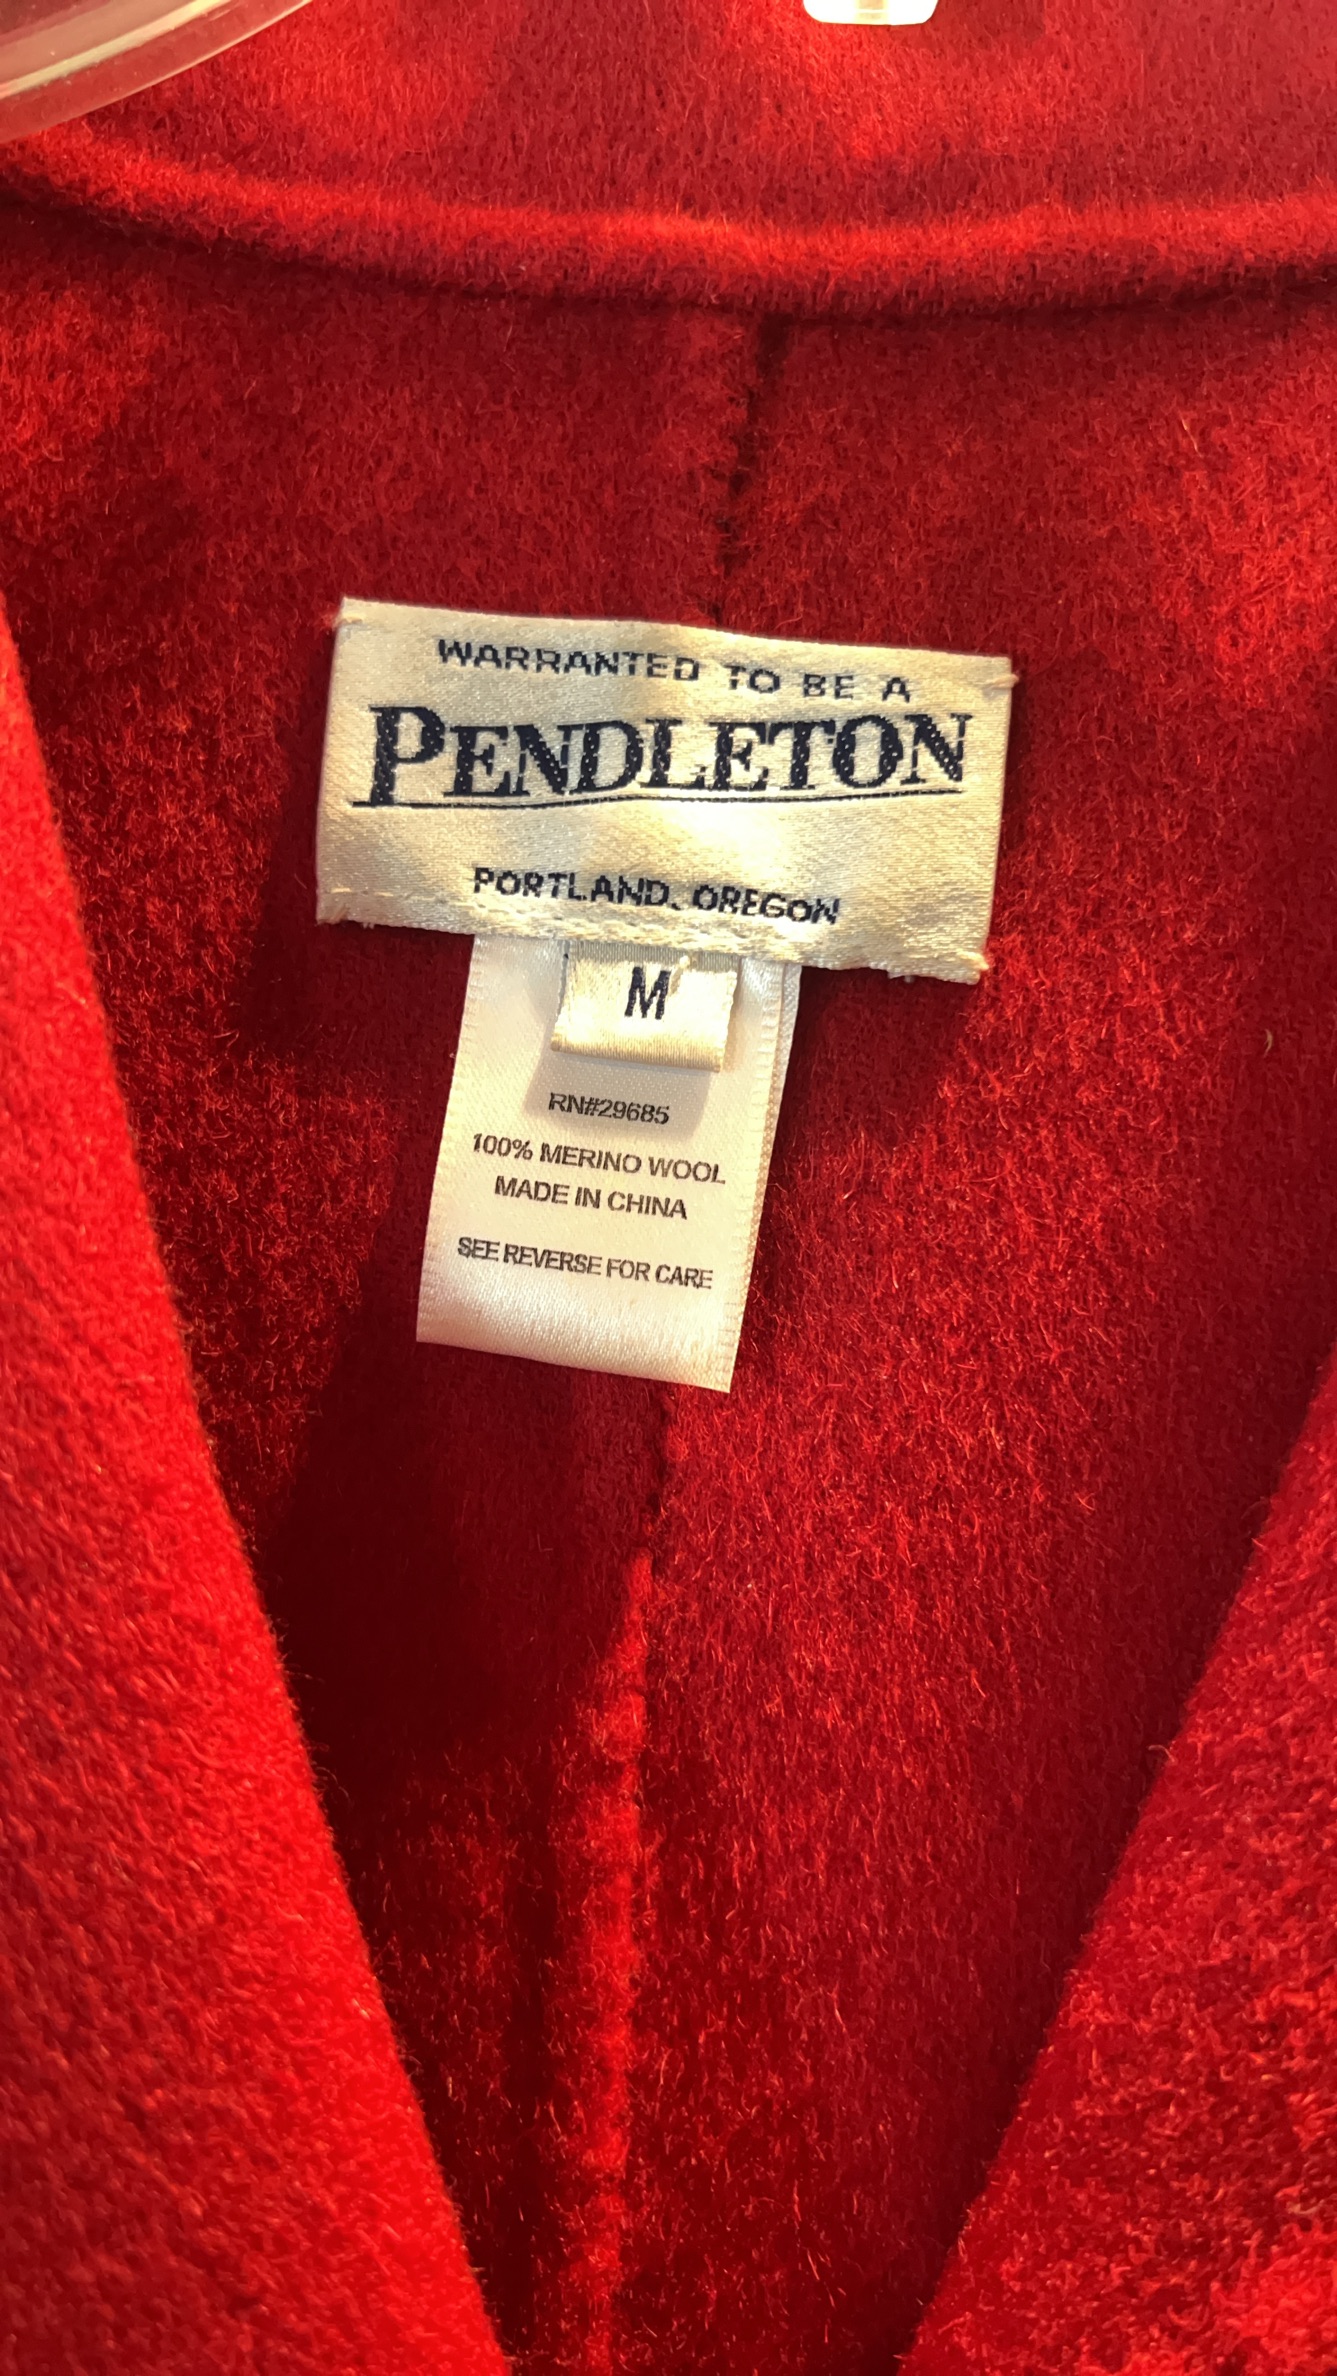 WARRANTED TO BE A
PENDLETON
PORTLAND, OREGON
M
RN#29685
100% MERINO WOOL
MADE IN CHINA
SEE REVERSE FOR CARE